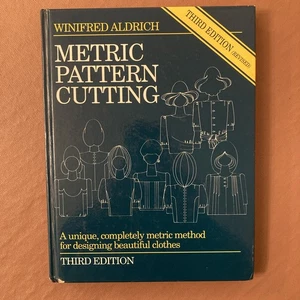 WINIFRED ALDRICH
THIRD EDITION (REVISED)
METRIC
PATTERN
CUTTING
A unique, completely metric method
for designing beautiful clothes
THIRD EDITION